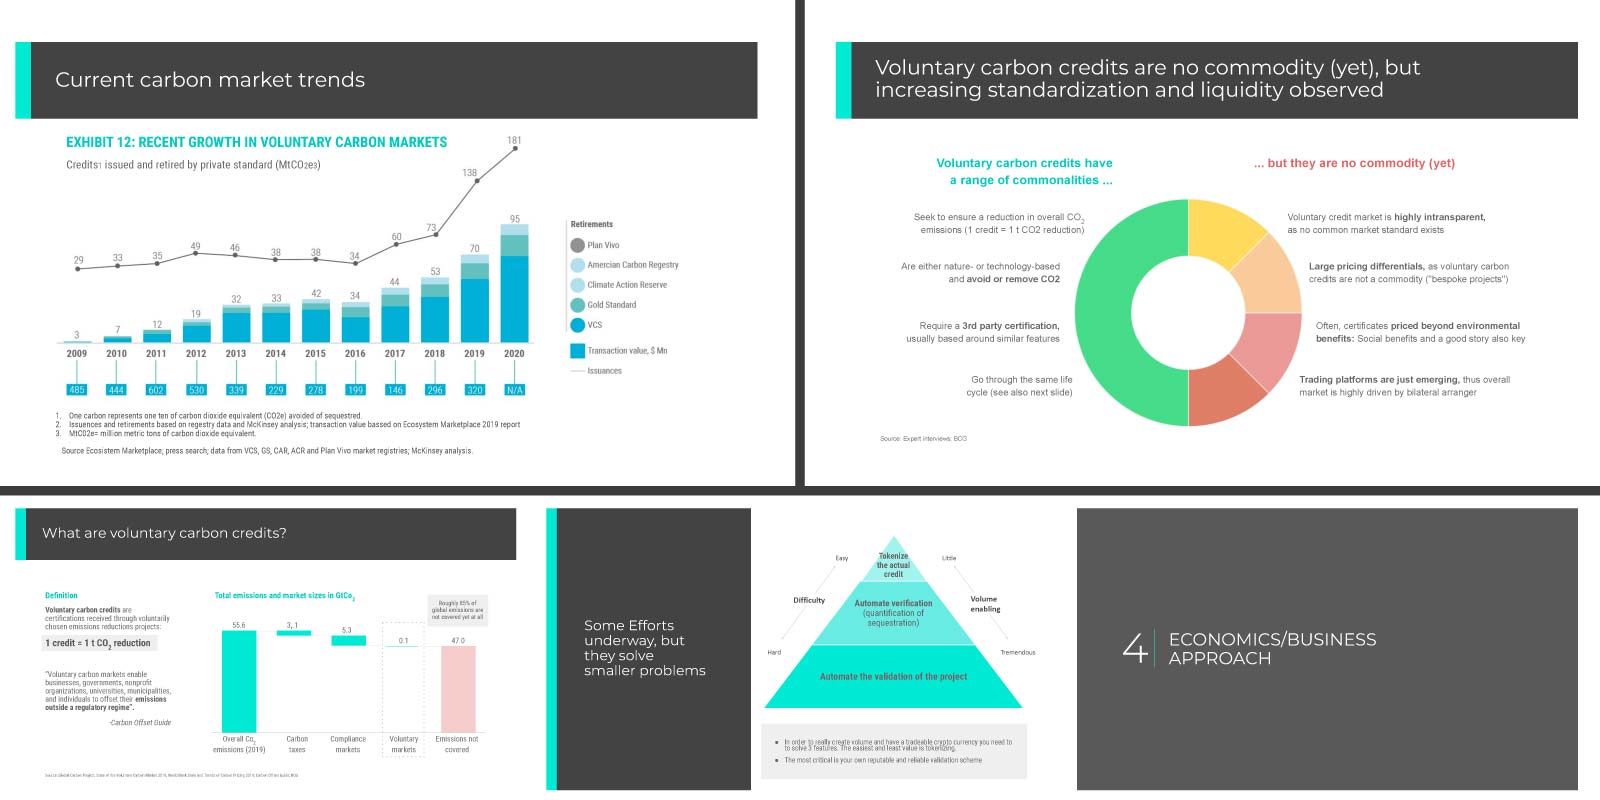 Current carbon market trends
EXHIBIT 12: RECENT GROWTH IN VOLUNTARY CARBON MARKETS
Credits1 issued and retired by private standard (MtCO2e3)
29 33 35 49 46 38 38 34 60 73 138 181
3 7 12 19 32 33 42 34 44 53 70 95
2009 2010 2011 2012 2013 2014 2015 2016 2017 2018 2019 2020
485 444 602 530 339 229 278 199 146 296 320 N/A
Retirements
Plan Vivo
Amercian Carbon Regestry
Climate Action Reserve
Gold Standard
VCS
Transaction value, $ Mn
Issuances
1. One carbon represents one ten of carbon dioxide equivalent (CO2e) avoided of sequestred.
2. Issuences and retirements based on regestry data and McKinsey analysis; transaction value bassed on Ecosystem Marketplace 2019 report
3. MtC02e= million metric tons of carbon dioxide equivalent.
Source Ecosistem Marketplace; press search; data from VCS, GS, CAR, ACR and Plan Vivo market registries; McKinsey analysis.
Voluntary carbon credits are no commodity (yet), but
increasing standardization and liquidity observed
Voluntary carbon credits have
a range of commonalities ...
Seek to ensure a reduction in overall CO2
emissions (1 credit = 1 t CO2 reduction)
Are either nature- or technology-based
and avoid or remove CO2
Require a 3rd party certification,
usually based around similar features
Go through the same life
cycle (see also next slide)
... but they are no commodity (yet)
Voluntary credit market is highly intransparent,
as no common market standard exists
Large pricing differentials, as voluntary carbon
credits are not a commodity ("bespoke projects")
Often, certificates priced beyond environmental
benefits: Social benefits and a good story also key
Trading platforms are just emerging, thus overall
market is highly driven by bilateral arranger
Source: Expert interviews; BCG
What are voluntary carbon credits?
Definition
Voluntary carbon credits are
certifications received through voluntarily
chosen emissions reductions projects:
1 credit = 1 t CO2 reduction
"Voluntary carbon markets enable
businesses, governments, nonprofit
organizations, universities, municipalities,
and individuals to offset their emissions
outside a regulatory regime".
-Carbon Offset Guide
Total emissions and market sizes in GtCo2
Roughly 85% of
global emissions are
not covered yet at all
55.6 3,.1 5.3 0.1 47.0
Overall Co2
emissions (2019)
Carbon
taxes
Compliance
markets
Voluntary
markets
Emissions not
covered
Some Efforts
underway, but
they solve
smaller problems
Easy
Difficulty
Hard
Tokenize
the actual
credit
Automate verification
(quantification of
sequestration)
Automate the validation of the project
Little
Volume
enabling
Tremendous
In order to really create volume and have a tradeable crypto currency you need to
to solve 3 features. The easiest and least value is tokenizing.
The most critical is your own reputable and reliable validation scheme
4 ECONOMICS/BUSINESS
APPROACH